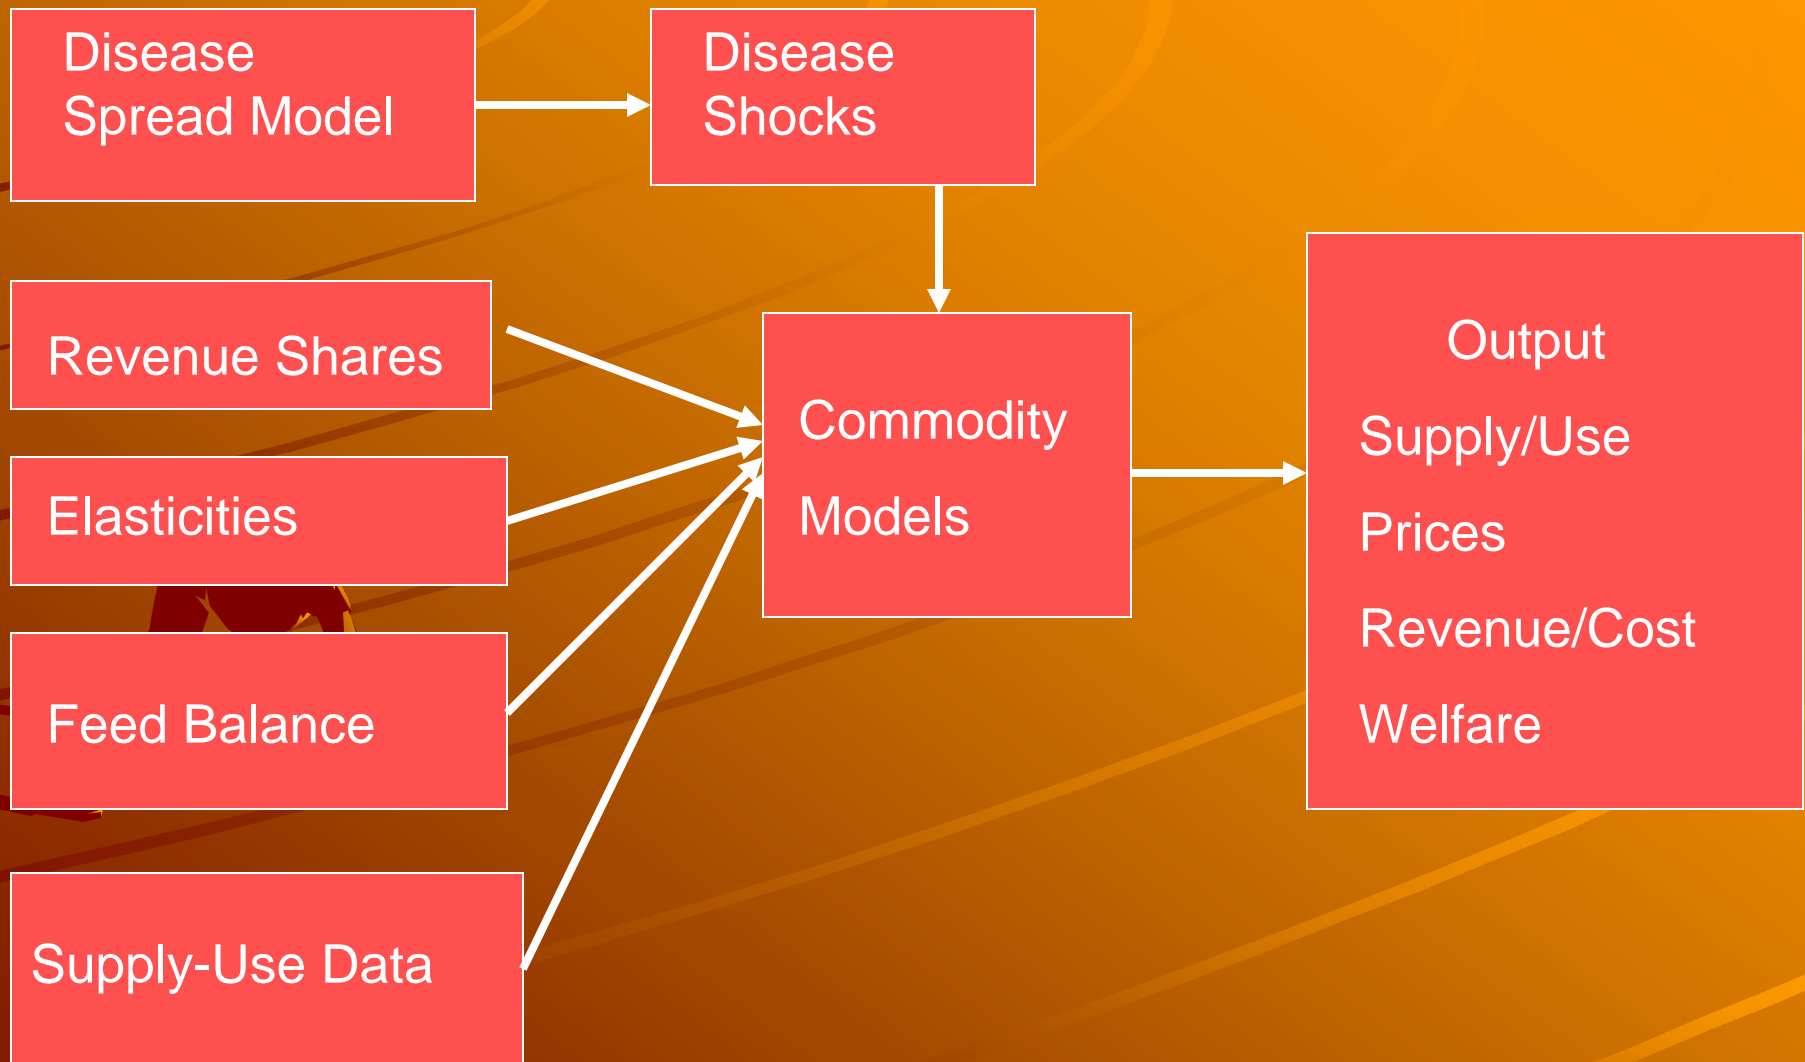 Disease
Spread Model
Disease
Shocks
Revenue Shares
Elasticities
Feed Balance
Supply-Use Data
Commodity
Models
Output
Supply/Use
Prices
Revenue/Cost
Welfare